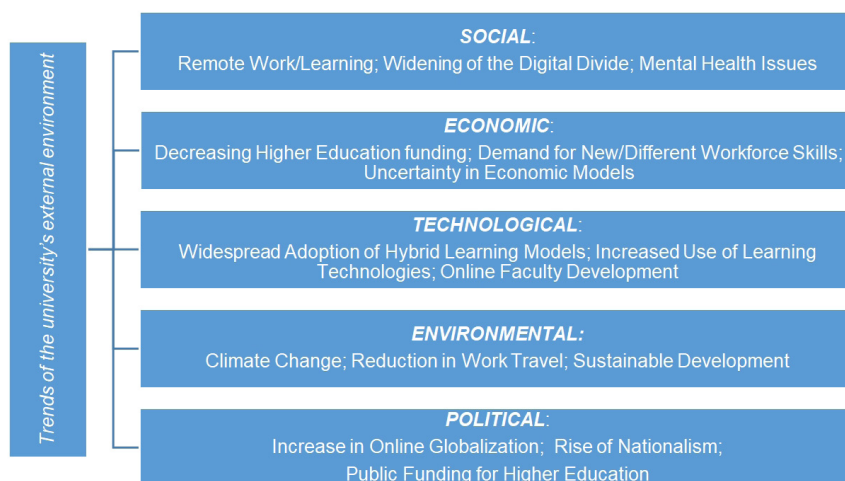 Trends of the university's external environment
SOCIAL:
Remote Work/Learning; Widening of the Digital Divide; Mental Health Issues
ECONOMIC:
Decreasing Higher Education funding; Demand for New/Different Workforce Skills;
Uncertainty in Economic Models
TECHNOLOGICAL:
Widespread Adoption of Hybrid Learning Models; Increased Use of Learning
Technologies; Online Faculty Development
ENVIRONMENTAL:
Climate Change; Reduction in Work Travel; Sustainable Development
POLITICAL:
Increase in Online Globalization;  Rise of Nationalism;
Public Funding for Higher Education